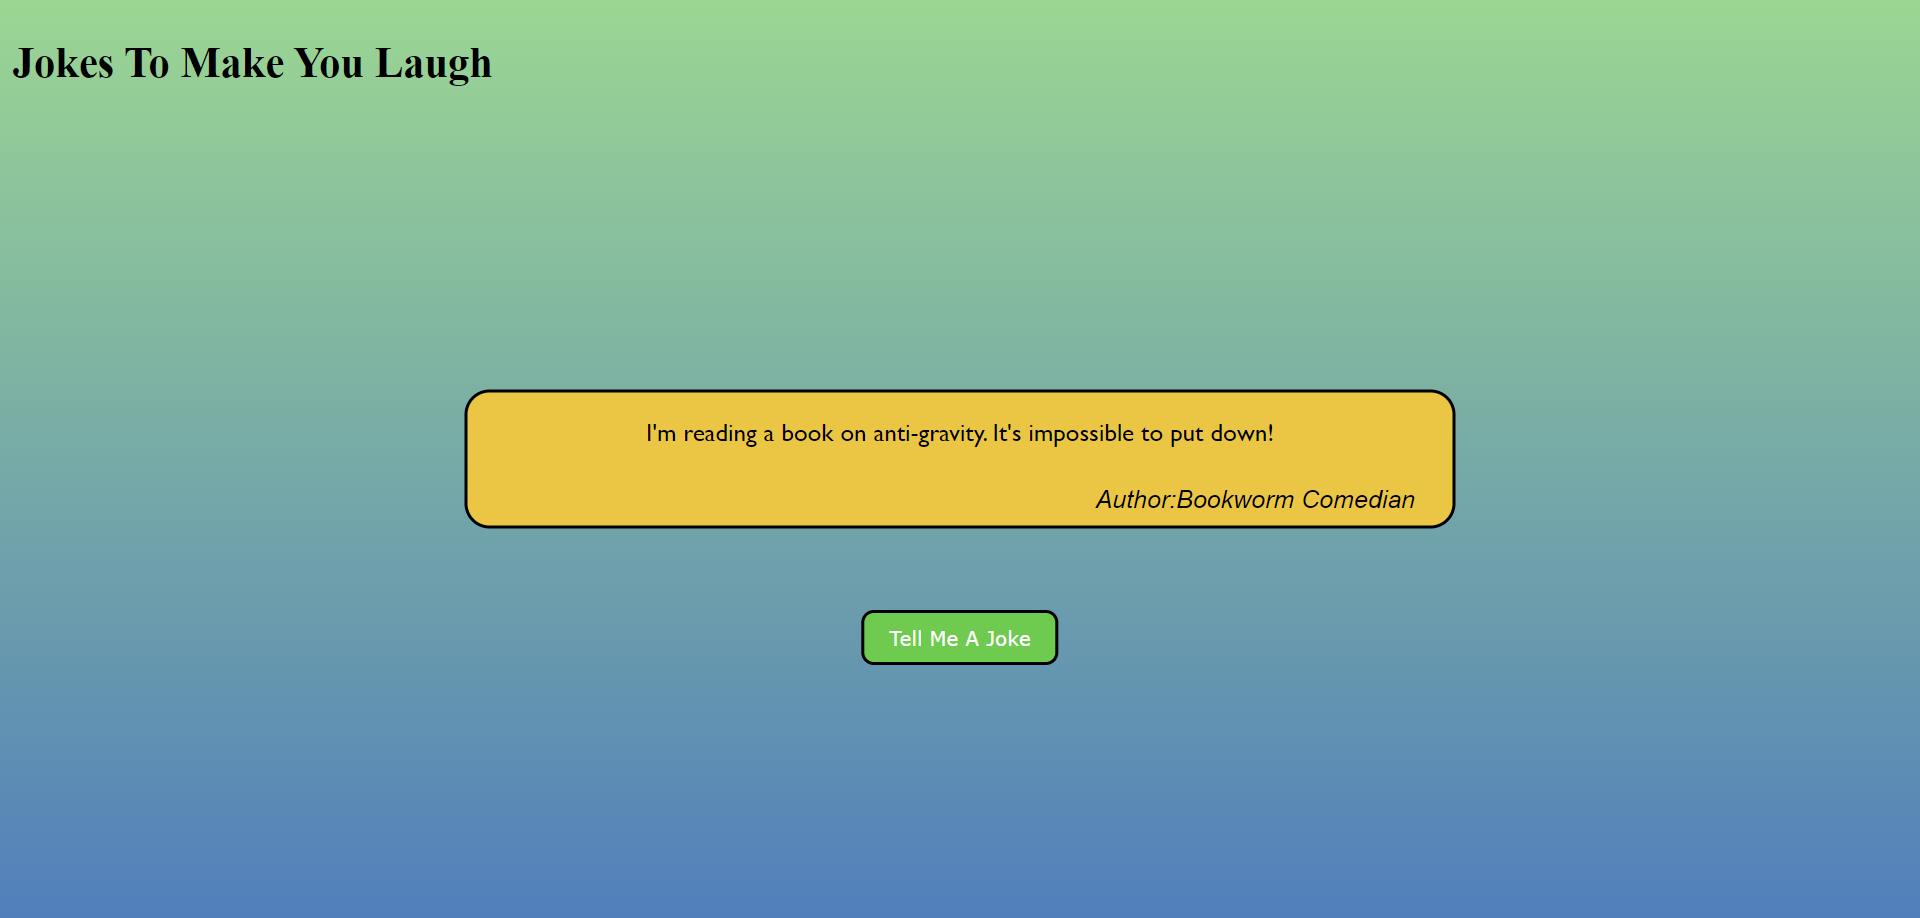 Jokes To Make You Laugh
I'm reading a book on anti-gravity. It's impossible to put down!
Author:Bookworm Comedian
Tell Me A Joke